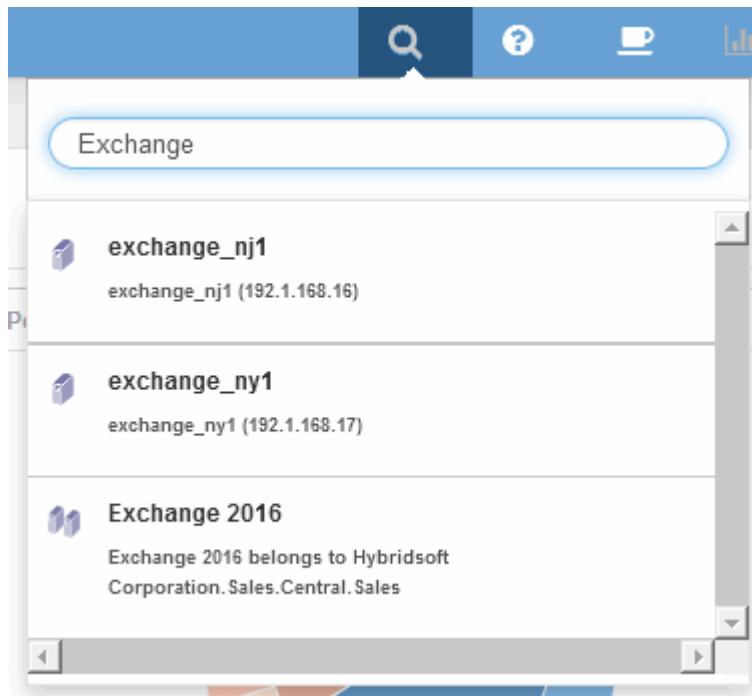 Exchange
exchange_nj1
exchange_nj1 (192.1.168.16)
exchange_ny1
exchange_ny1 (192.1.168.17)
Exchange 2016
Exchange 2016 belongs to Hybridsoft
Corporation.Sales.Central.Sales